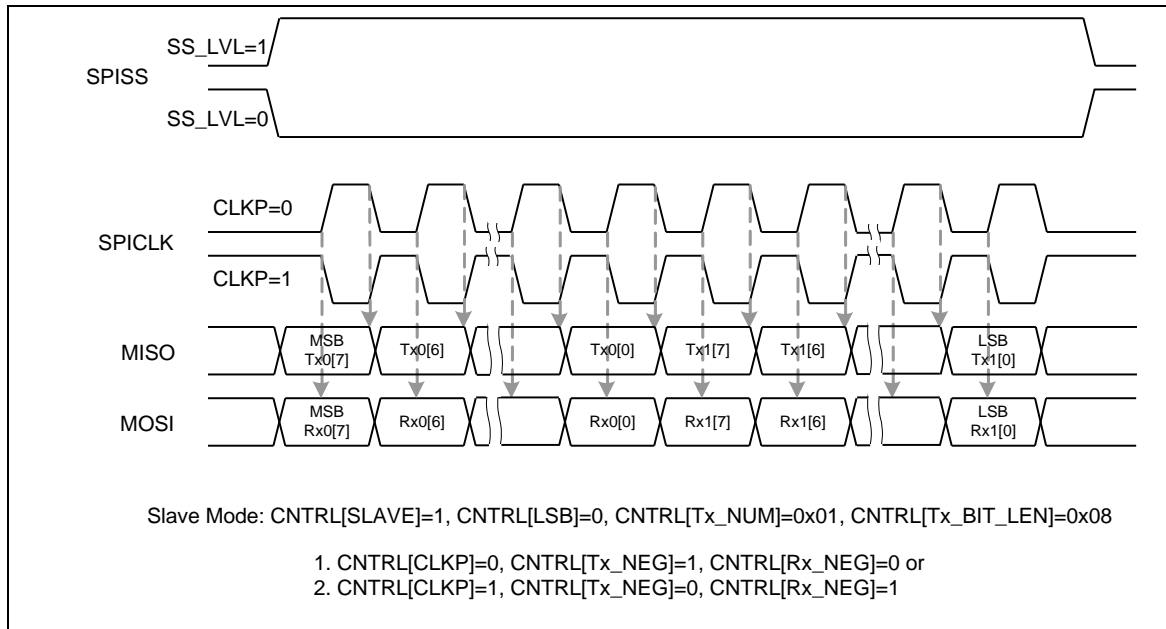 SS_LVL=1
SPISS
SS_LVL=0
CLKP=0
SPICLK
CLKP=1
MISO
MSB
Tx0[7]
Tx0[6]
Tx0[0]
Tx1[7]
Tx1[6]
LSB
Tx1[0]
MOSI
MSB
Rx0[7]
Rx0[6]
Rx0[0]
Rx1[7]
Rx1[6]
LSB
Rx1[0]
Slave Mode: CNTRL[SLAVE]=1, CNTRL[LSB]=0, CNTRL[Tx_NUM]=0x01, CNTRL[Tx_BIT_LEN]=0x08
1. CNTRL[CLKP]=0, CNTRL[Tx_NEG]=1, CNTRL[Rx_NEG]=0 or
2. CNTRL[CLKP]=1, CNTRL[Tx_NEG]=0, CNTRL[Rx_NEG]=1